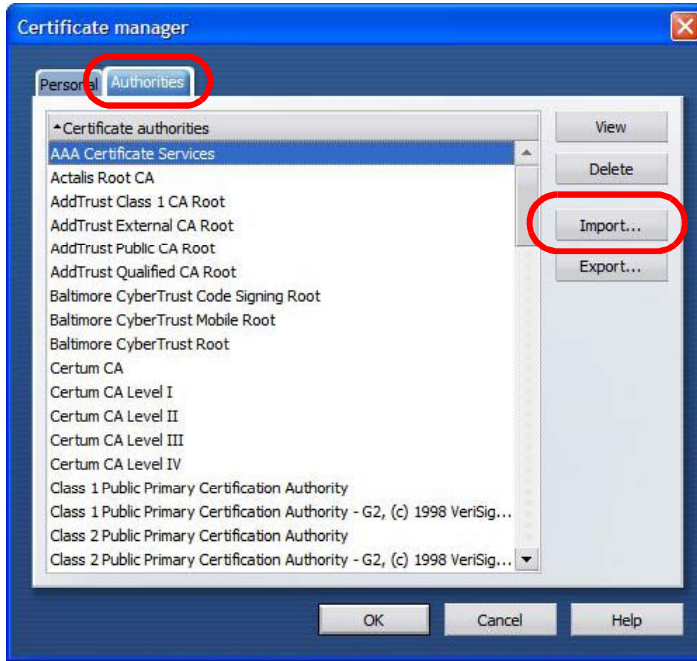 Certificate manager
Personal Authorities
Certificate authorities
AAA Certificate Services
Actalis Root CA
AddTrust Class 1 CA Root
AddTrust External CA Root
AddTrust Public CA Root
AddTrust Qualified CA Root
Baltimore CyberTrust Code Signing Root
Baltimore CyberTrust Mobile Root
Baltimore CyberTrust Root
Certum CA
Certum CA Level I
Certum CA Level II
Certum CA Level III
Certum CA Level IV
Class 1 Public Primary Certification Authority
Class 1 Public Primary Certification Authority - G2, (c) 1998 VeriSig...
Class 2 Public Primary Certification Authority
Class 2 Public Primary Certification Authority - G2, (c) 1998 VeriSig...
View
Delete
Import...
Export...
OK Cancel Help